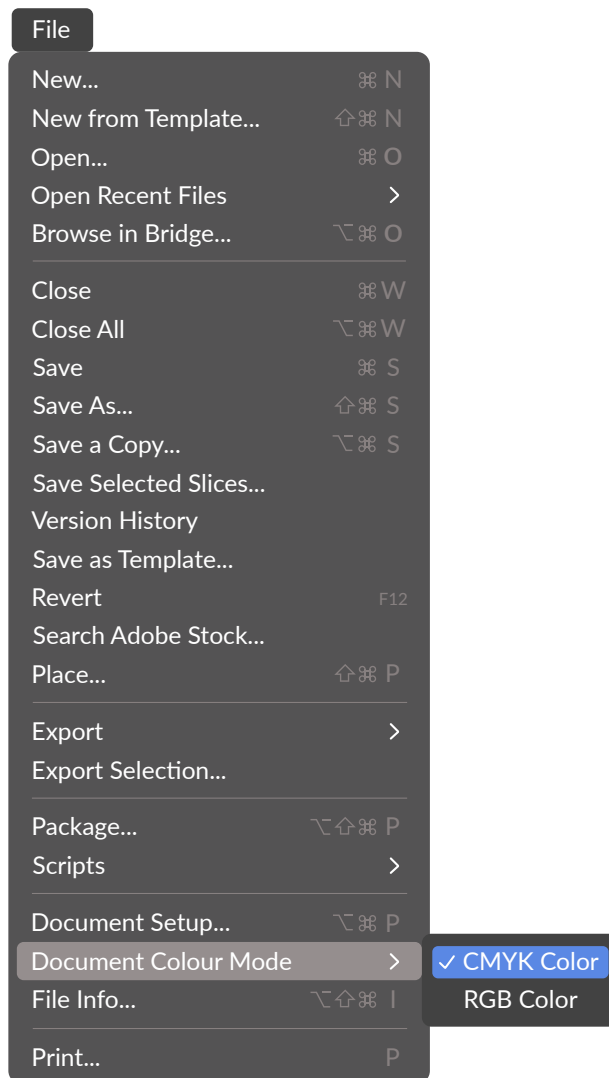 File
New... ⌘ N
New from Template... ⇧⌘ N
Open... ⌘ O
Open Recent Files >
Browse in Bridge... ⌥⌘ O
Close ⌘ W
Close All ⌥⌘ W
Save ⌘ S
Save As... ⇧⌘ S
Save a Copy... ⌥⌘ S
Save Selected Slices...
Version History
Save as Template...
Revert F12
Search Adobe Stock...
Place... ⇧⌘ P
Export >
Export Selection...
Package... ⌥⇧⌘ P
Scripts >
Document Setup... ⌥⌘ P
Document Colour Mode > ✓ CMYK Color
File Info... ⌥⇧⌘ I RGB Color
Print... P